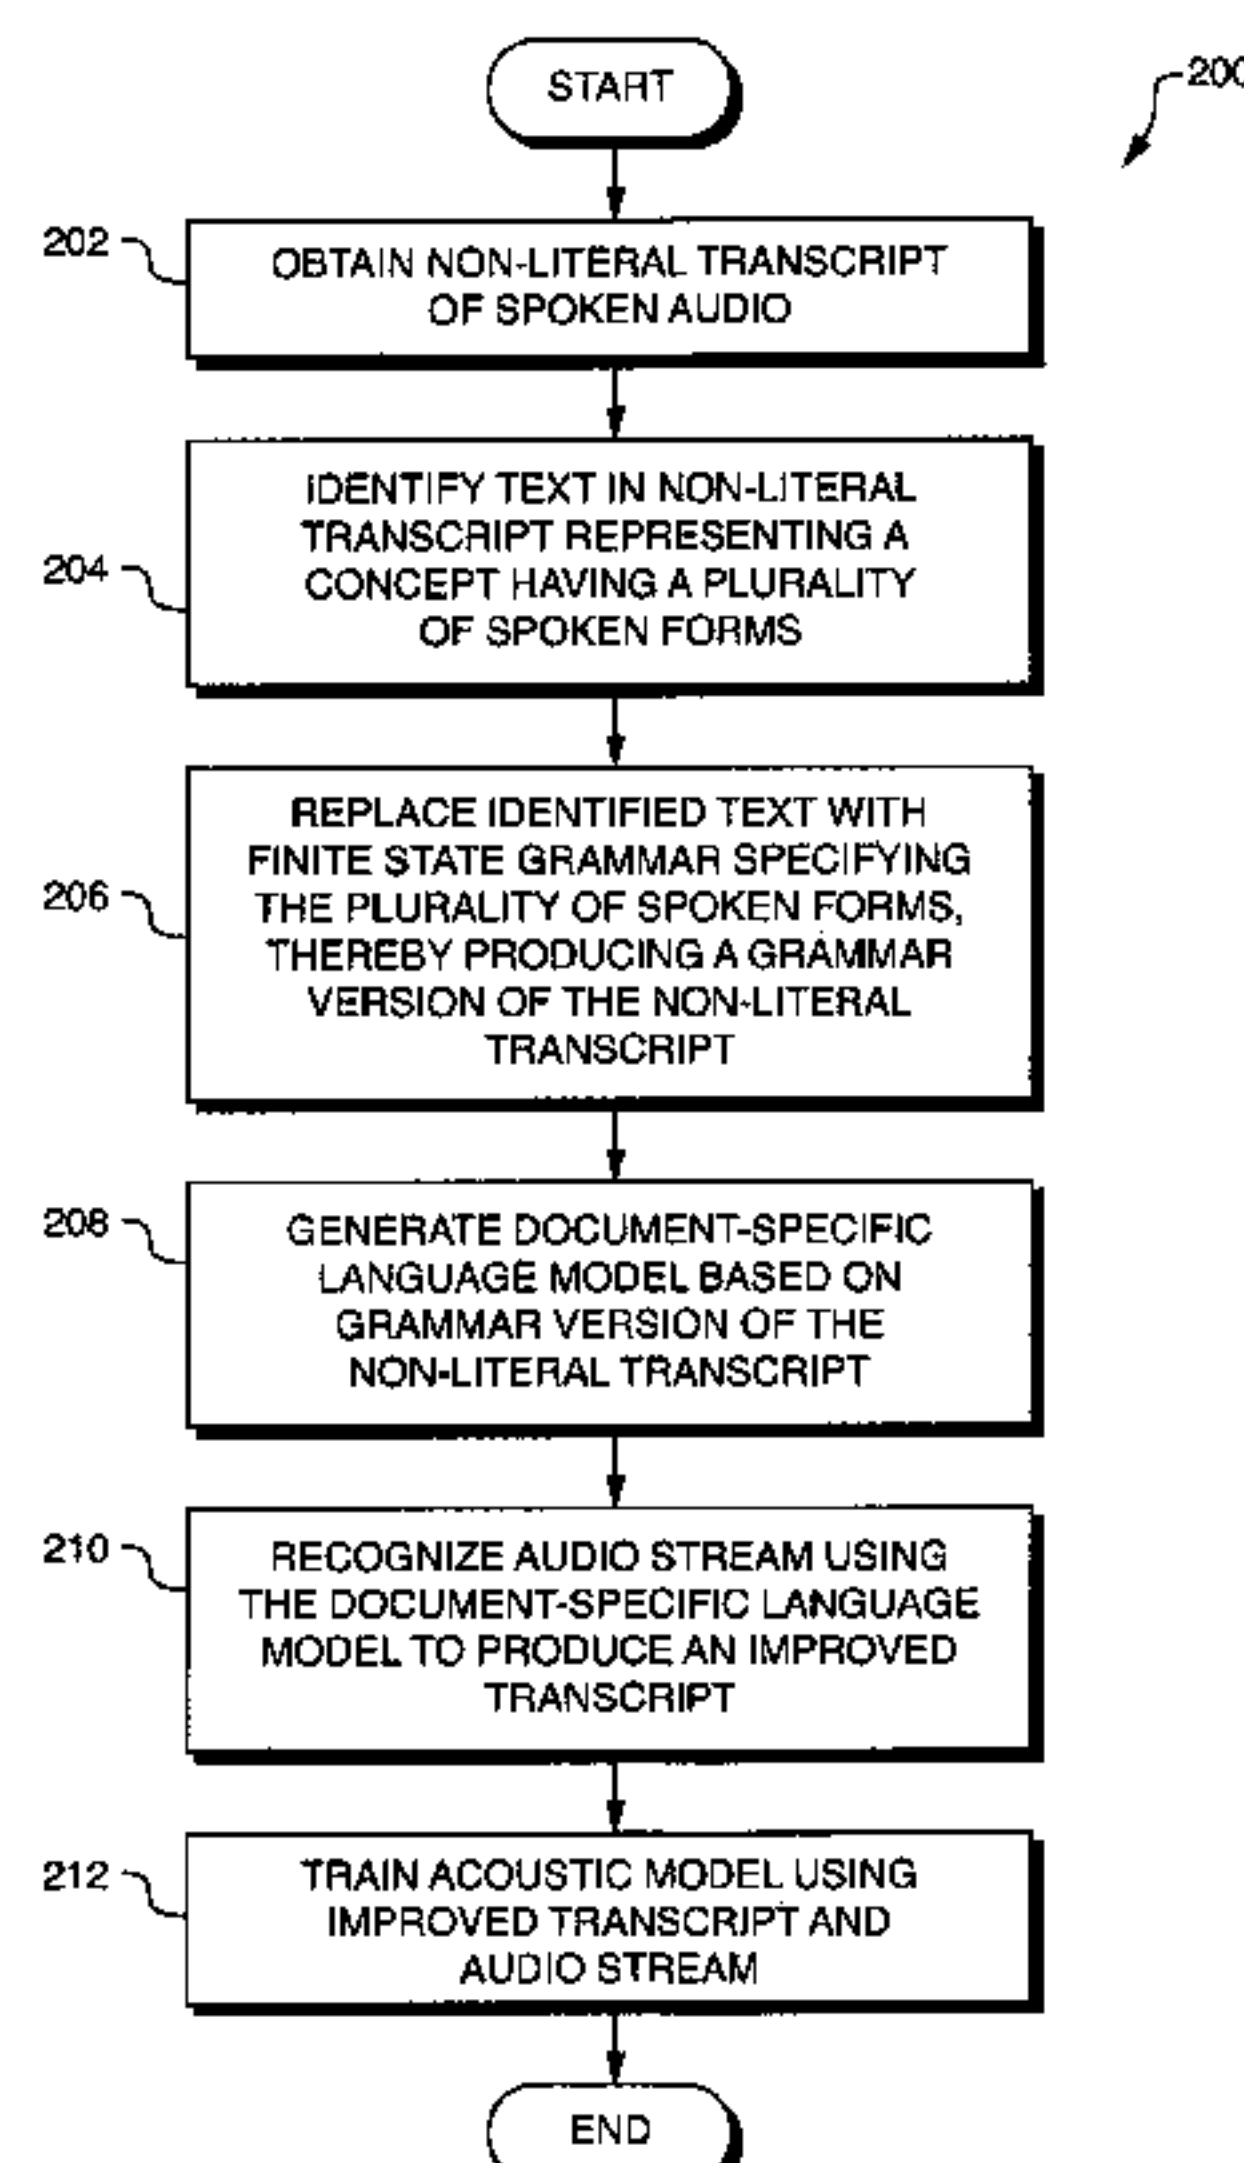 START
200
202
OBTAIN NON-LITERAL TRANSCRIPT
OF SPOKEN AUDIO
204
IDENTIFY TEXT IN NON-LITERAL
TRANSCRIPT REPRESENTING A
CONCEPT HAVING A PLURALITY
OF SPOKEN FORMS
206
REPLACE IDENTIFIED TEXT WITH
FINITE STATE GRAMMAR SPECIFYING
THE PLURALITY OF SPOKEN FORMS,
THEREBY PRODUCING A GRAMMAR
VERSION OF THE NON-LITERAL
TRANSCRIPT
208
GENERATE DOCUMENT-SPECIFIC
LANGUAGE MODEL BASED ON
GRAMMAR VERSION OF THE
NON-LITERAL TRANSCRIPT
210
RECOGNIZE AUDIO STREAM USING
THE DOCUMENT-SPECIFIC LANGUAGE
MODEL TO PRODUCE AN IMPROVED
TRANSCRIPT
212
TRAIN ACOUSTIC MODEL USING
IMPROVED TRANSCRIPT AND
AUDIO STREAM
END